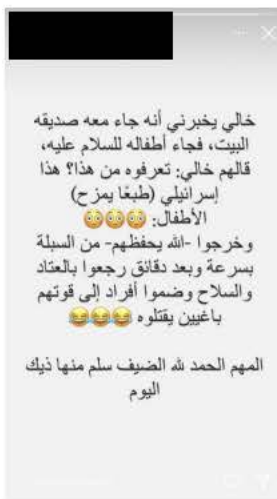 خالي يخبرني أنه جاء معه صديقه
البيت، فجاء أطفاله للسلام عليه،
قالهم خالي: تعرفوه من هذا؟ هذا
إسرائيلي (طبعًا يمزح)
الأطفال: 😳😳😳
وخرجوا -الله يحفظهم- من السبلة
بسرعة وبعد دقائق رجعوا بالعتاد
والسلاح وضموا أفراد إلى قوتهم
باغيين يقتلوه 😂😂😂
المهم الحمد لله الضيف سلم منها ذيك
اليوم